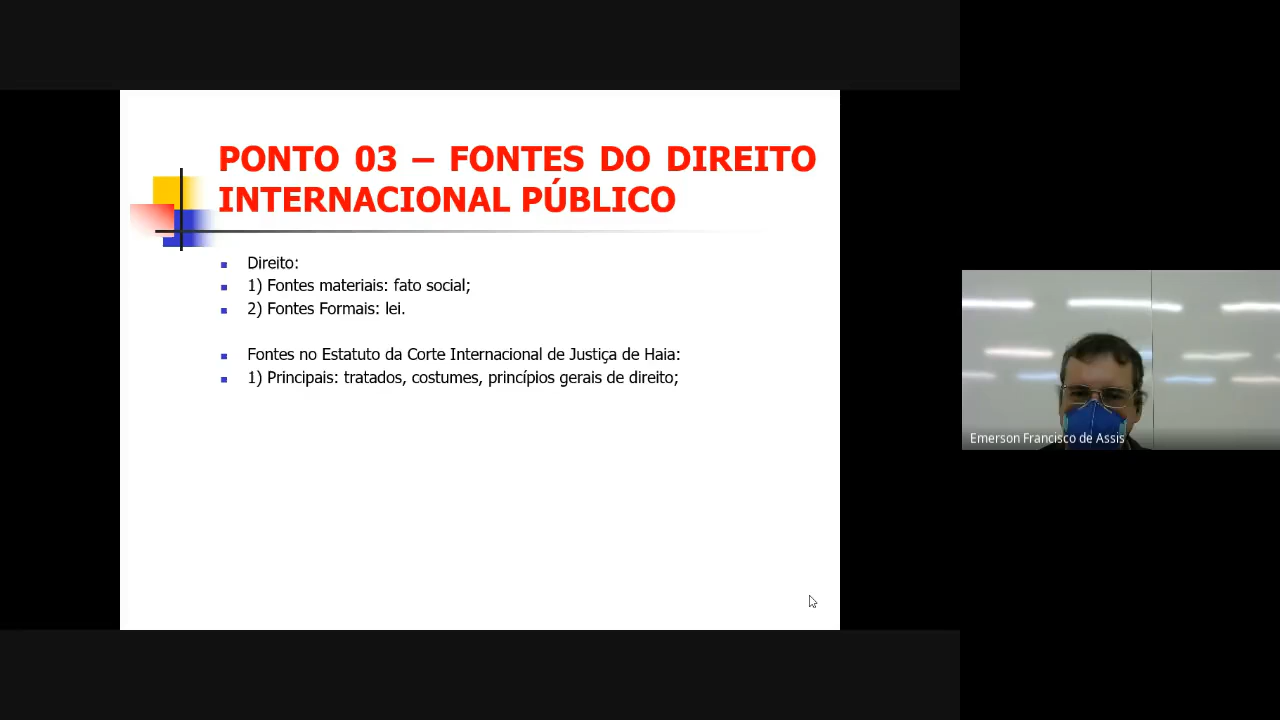 PONTO 03 – FONTES DO DIREITO
INTERNACIONAL PÚBLICO
Direito:
1) Fontes materiais: fato social;
2) Fontes Formais: lei.
Fontes no Estatuto da Corte Internacional de Justiça de Haia:
1) Principais: tratados, costumes, princípios gerais de direito;
Emerson Francisco de Assis